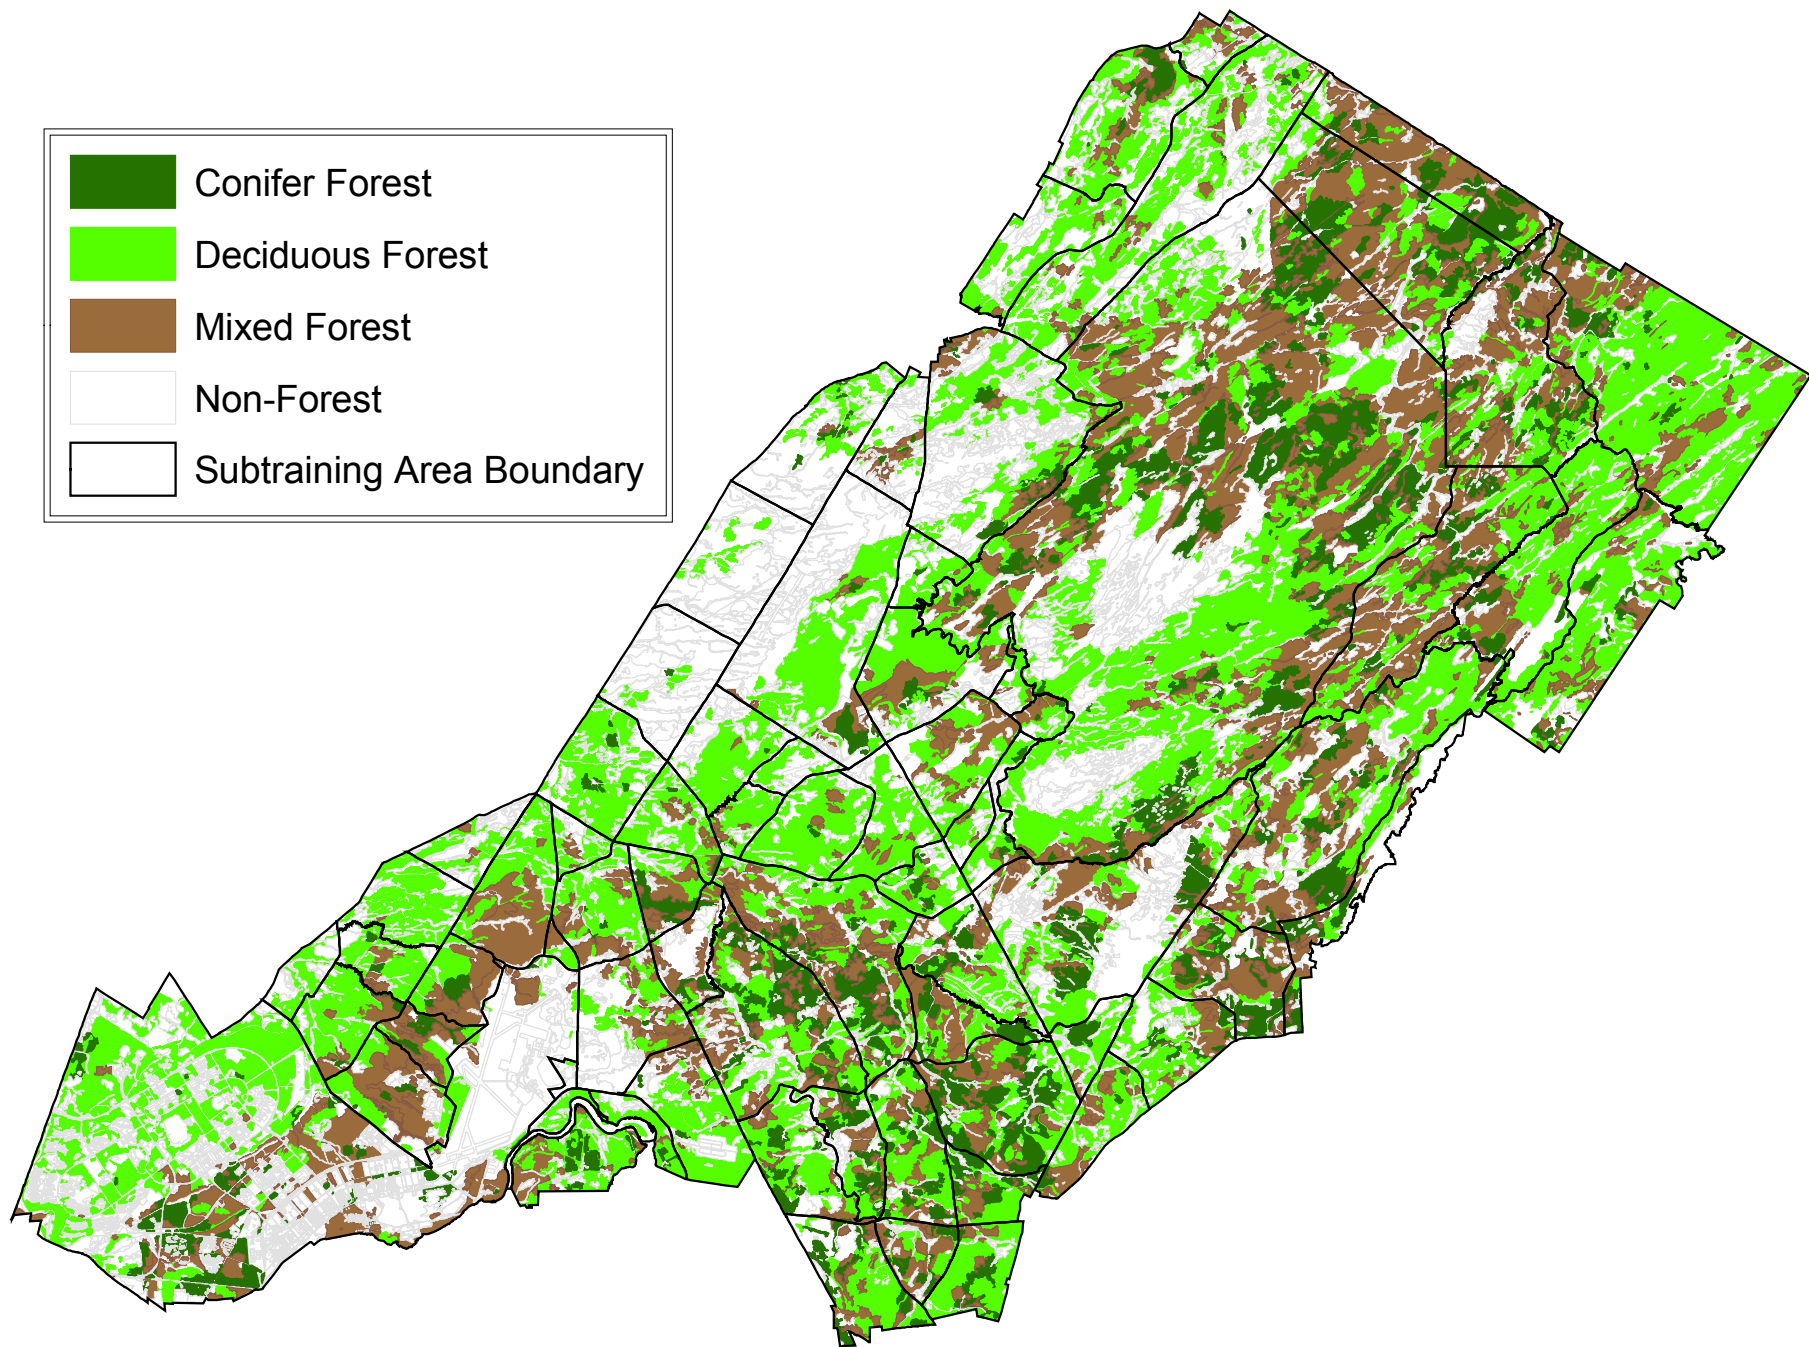 Conifer Forest
Deciduous Forest
Mixed Forest
Non-Forest
Subtraining Area Boundary